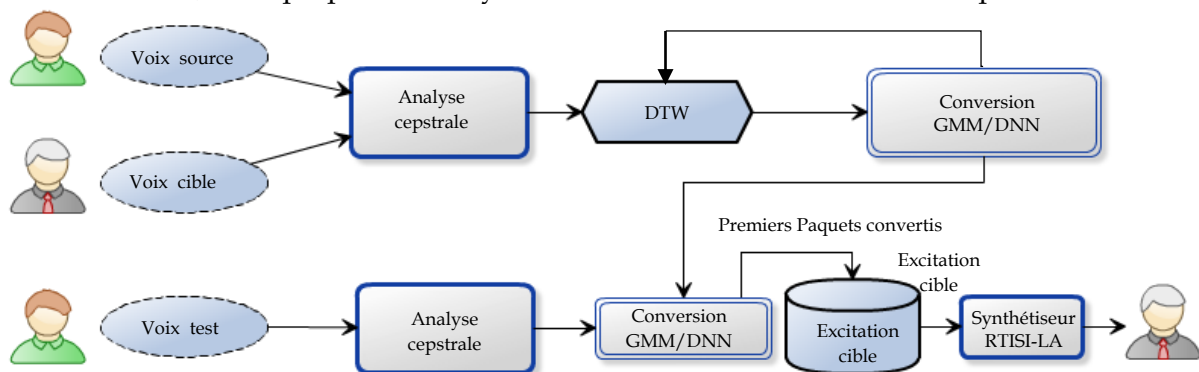 Voix source
Analyse
cepstrale
DTW
Conversion
GMM/DNN
Voix cible
Premiers Paquets convertis
Excitation
cible
Voix test
Analyse
cepstrale
Conversion
GMM/DNN
Excitation
cible
Synthétiseur
RTISI-LA